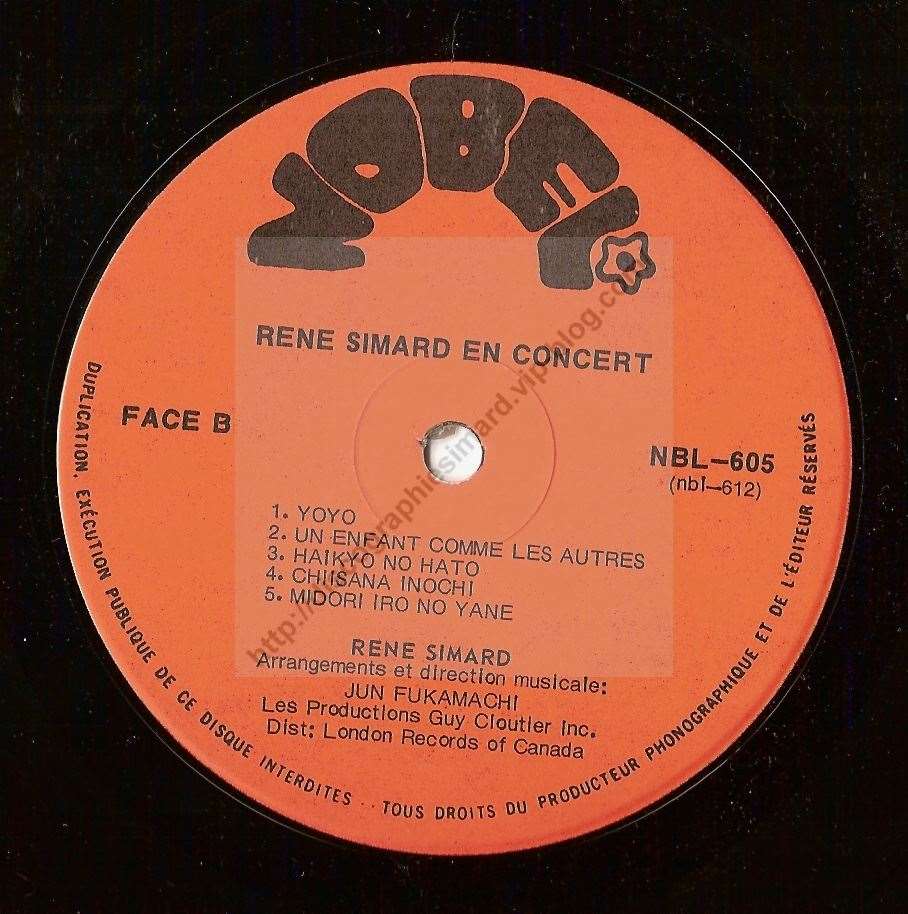 NOBEL
RENE SIMARD EN CONCERT
FACE B
NBL—605
(nbl—612)
1. YOYO
2. UN ENFANT COMME LES AUTRES
3. HAIKYO NO HATO
4. CHIISANA INOCHI
5. MIDORI IRO NO YANE
RENE SIMARD
Arrangements et direction musicale:
JUN FUKAMACHI
Les Productions Guy Cloutier Inc.
Dist: London Records of Canada
DUPLICATION, EXÉCUTION PUBLIQUE DE CE DISQUE INTERDITES . . TOUS DROITS DU PRODUCTEUR PHONOGRAPHIQUE ET DE L'ÉDITEUR RÉSERVÉS